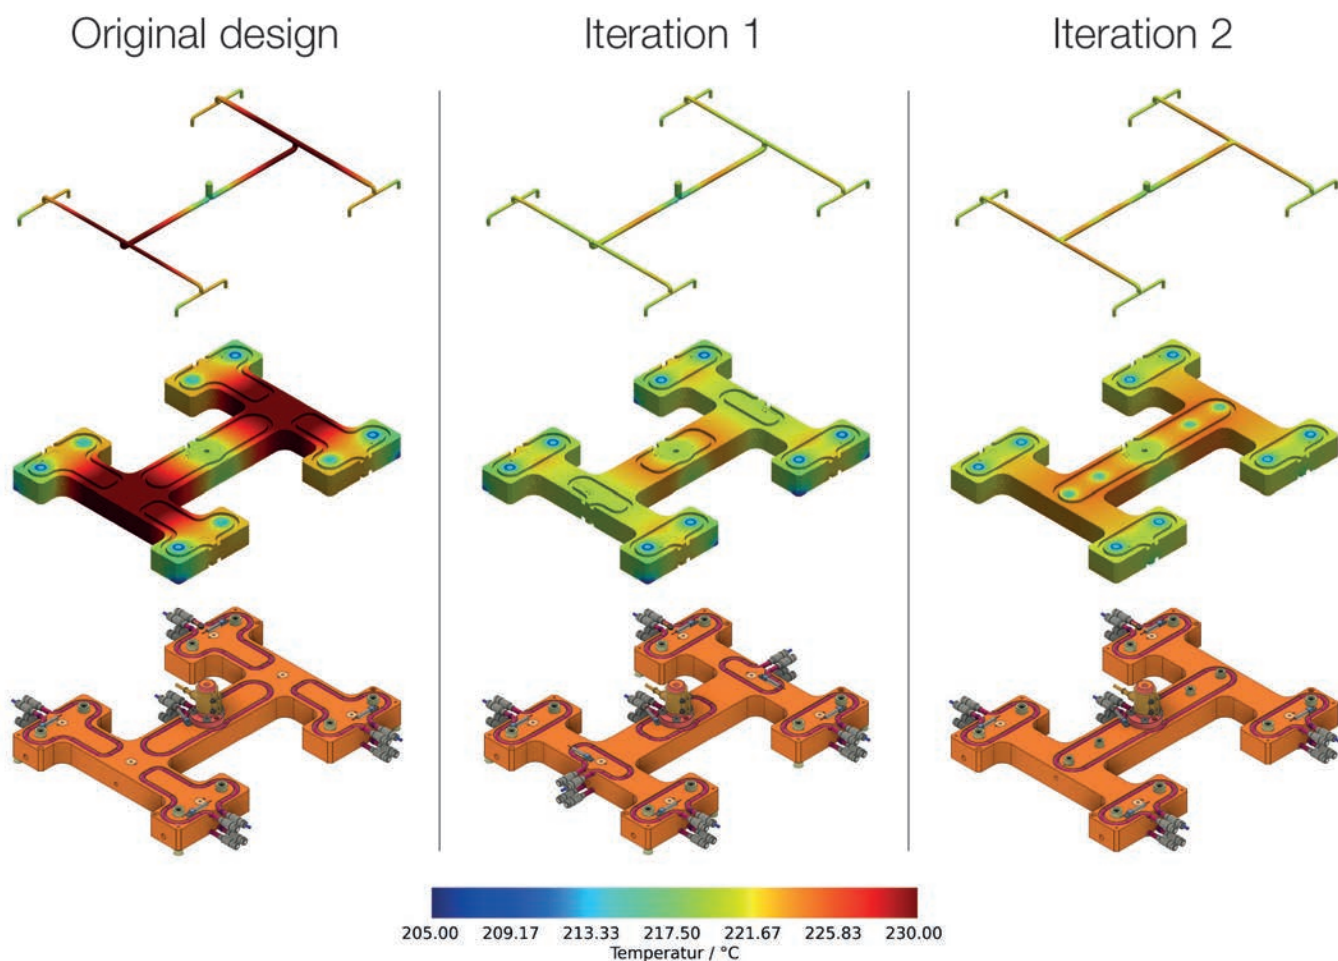 Original design
Iteration 1
Iteration 2
205.00 209.17 213.33 217.50 221.67 225.83 230.00
Temperatur / °C